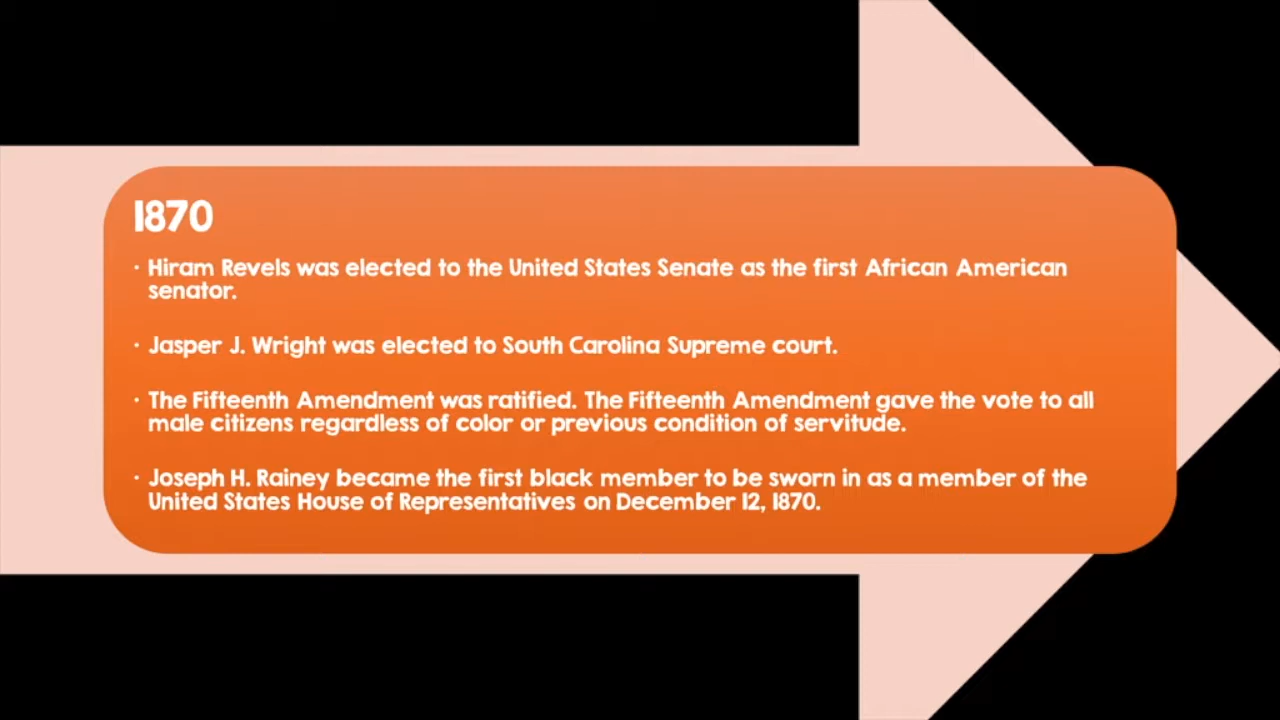 1870
· Hiram Revels was elected to the United States Senate as the first African American
senator.
· Jasper J. Wright was elected to South Carolina Supreme court.
· The Fifteenth Amendment was ratified. The Fifteenth Amendment gave the vote to all
male citizens regardless of color or previous condition of servitude.
· Joseph H. Rainey became the first black member to be sworn in as a member of the
United States House of Representatives on December 12, 1870.